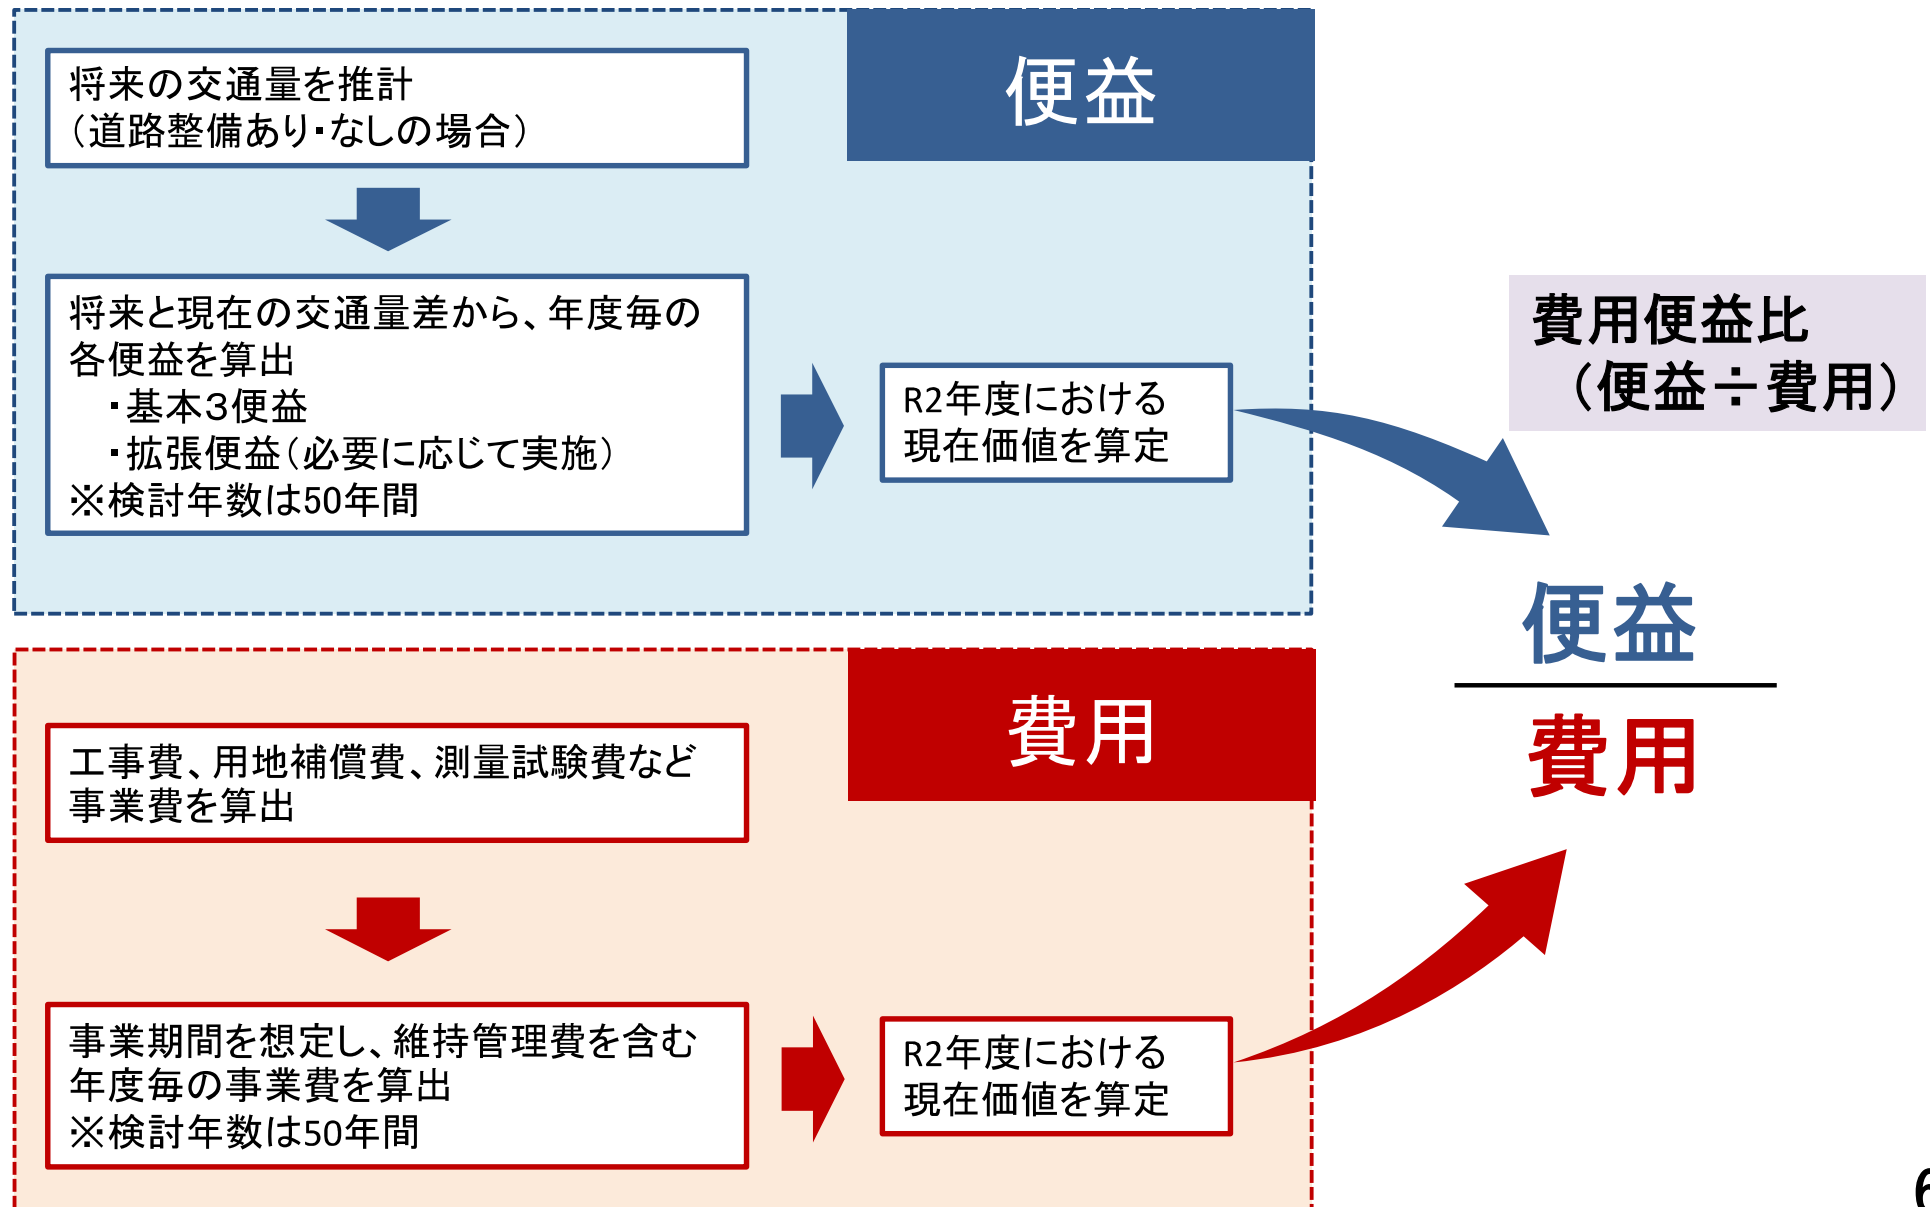 便益
将来の交通量を推計
（道路整備あり・なしの場合）
将来と現在の交通量差から、年度毎の
各便益を算出
・基本３便益
・拡張便益（必要に応じて実施）
※検討年数は50年間
R2年度における
現在価値を算定
費用便益比
（便益÷費用）
便益
費用
費用
工事費、用地補償費、測量試験費など
事業費を算出
事業期間を想定し、維持管理費を含む
年度毎の事業費を算出
※検討年数は50年間
R2年度における
現在価値を算定